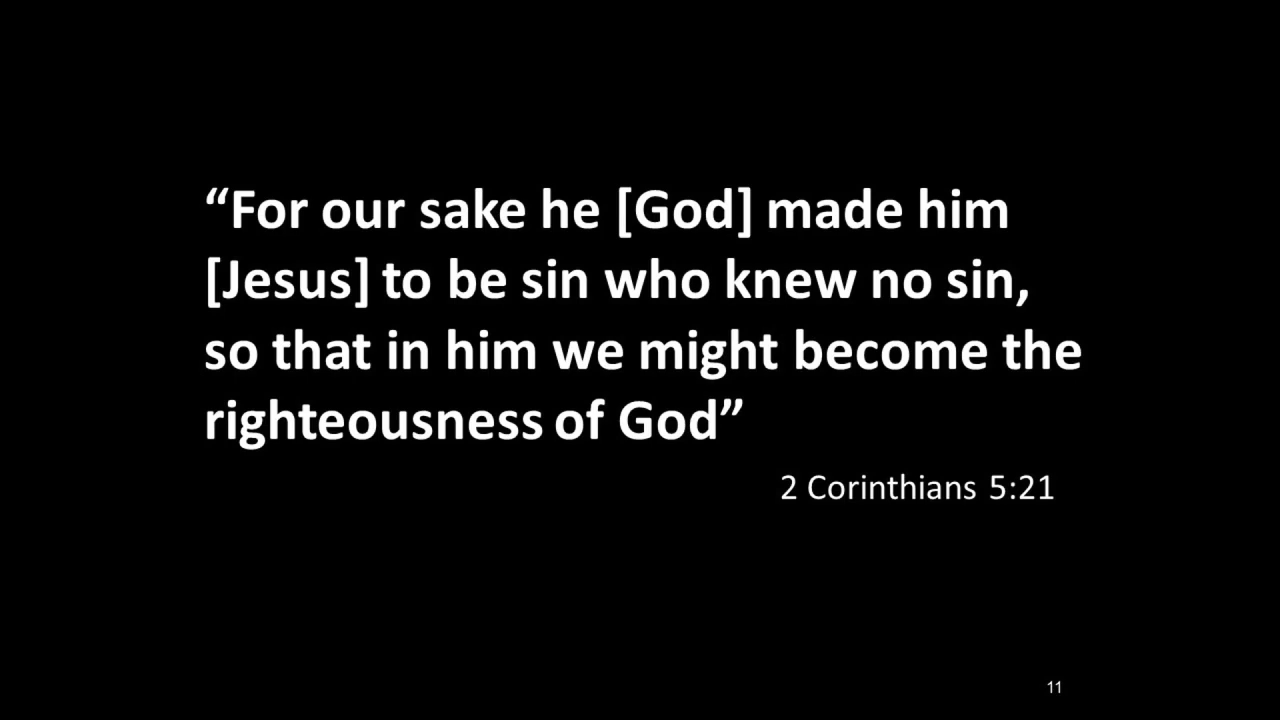 “For our sake he [God] made him
[Jesus] to be sin who knew no sin,
so that in him we might become the
righteousness of God”
2 Corinthians 5:21
11